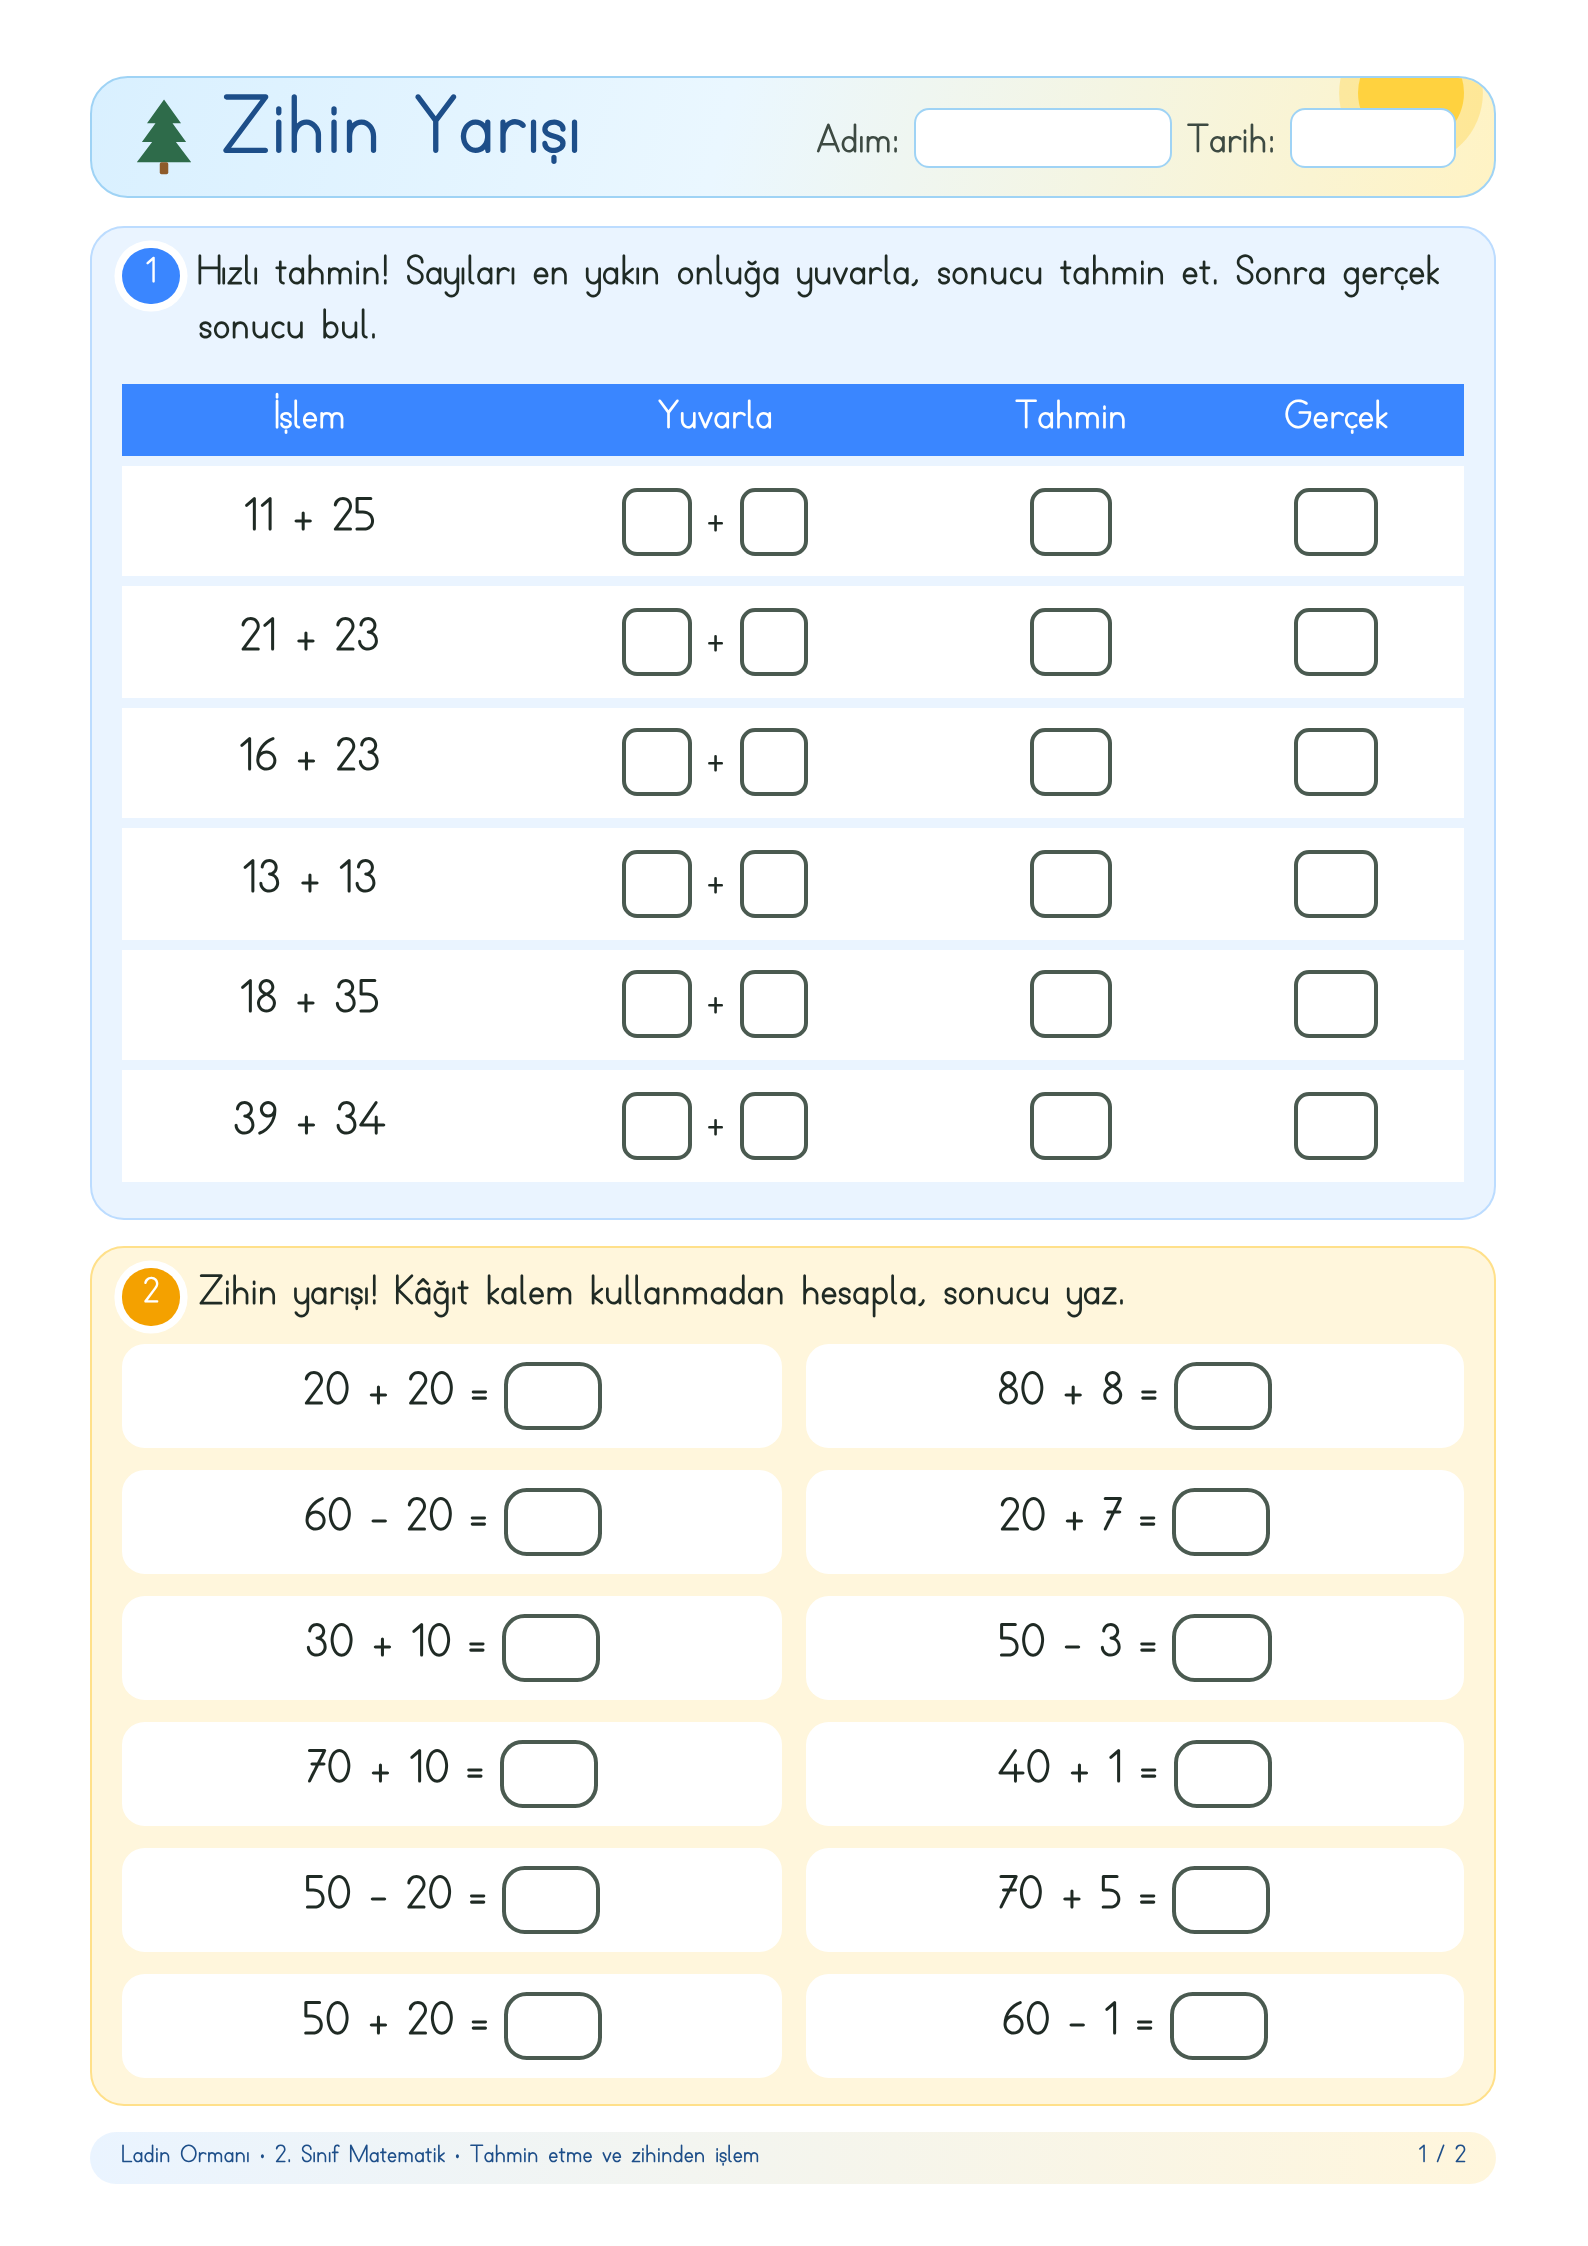 Zihin Yarışı
Adım: Tarih:
1 Hızlı tahmin! Sayıları en yakın onluğa yuvarla, sonucu tahmin et. Sonra gerçek
sonucu bul.
İşlem Yuvarla Tahmin Gerçek
11 + 25 +
21 + 23 +
16 + 23 +
13 + 13 +
18 + 35 +
39 + 34 +
2 Zihin yarışı! Kâğıt kalem kullanmadan hesapla, sonucu yaz.
20 + 20 = 80 + 8 =
60 - 20 = 20 + 7 =
30 + 10 = 50 - 3 =
70 + 10 = 40 + 1 =
50 - 20 = 70 + 5 =
50 + 20 = 60 - 1 =
Ladin Ormanı · 2. Sınıf Matematik · Tahmin etme ve zihinden işlem 1 / 2